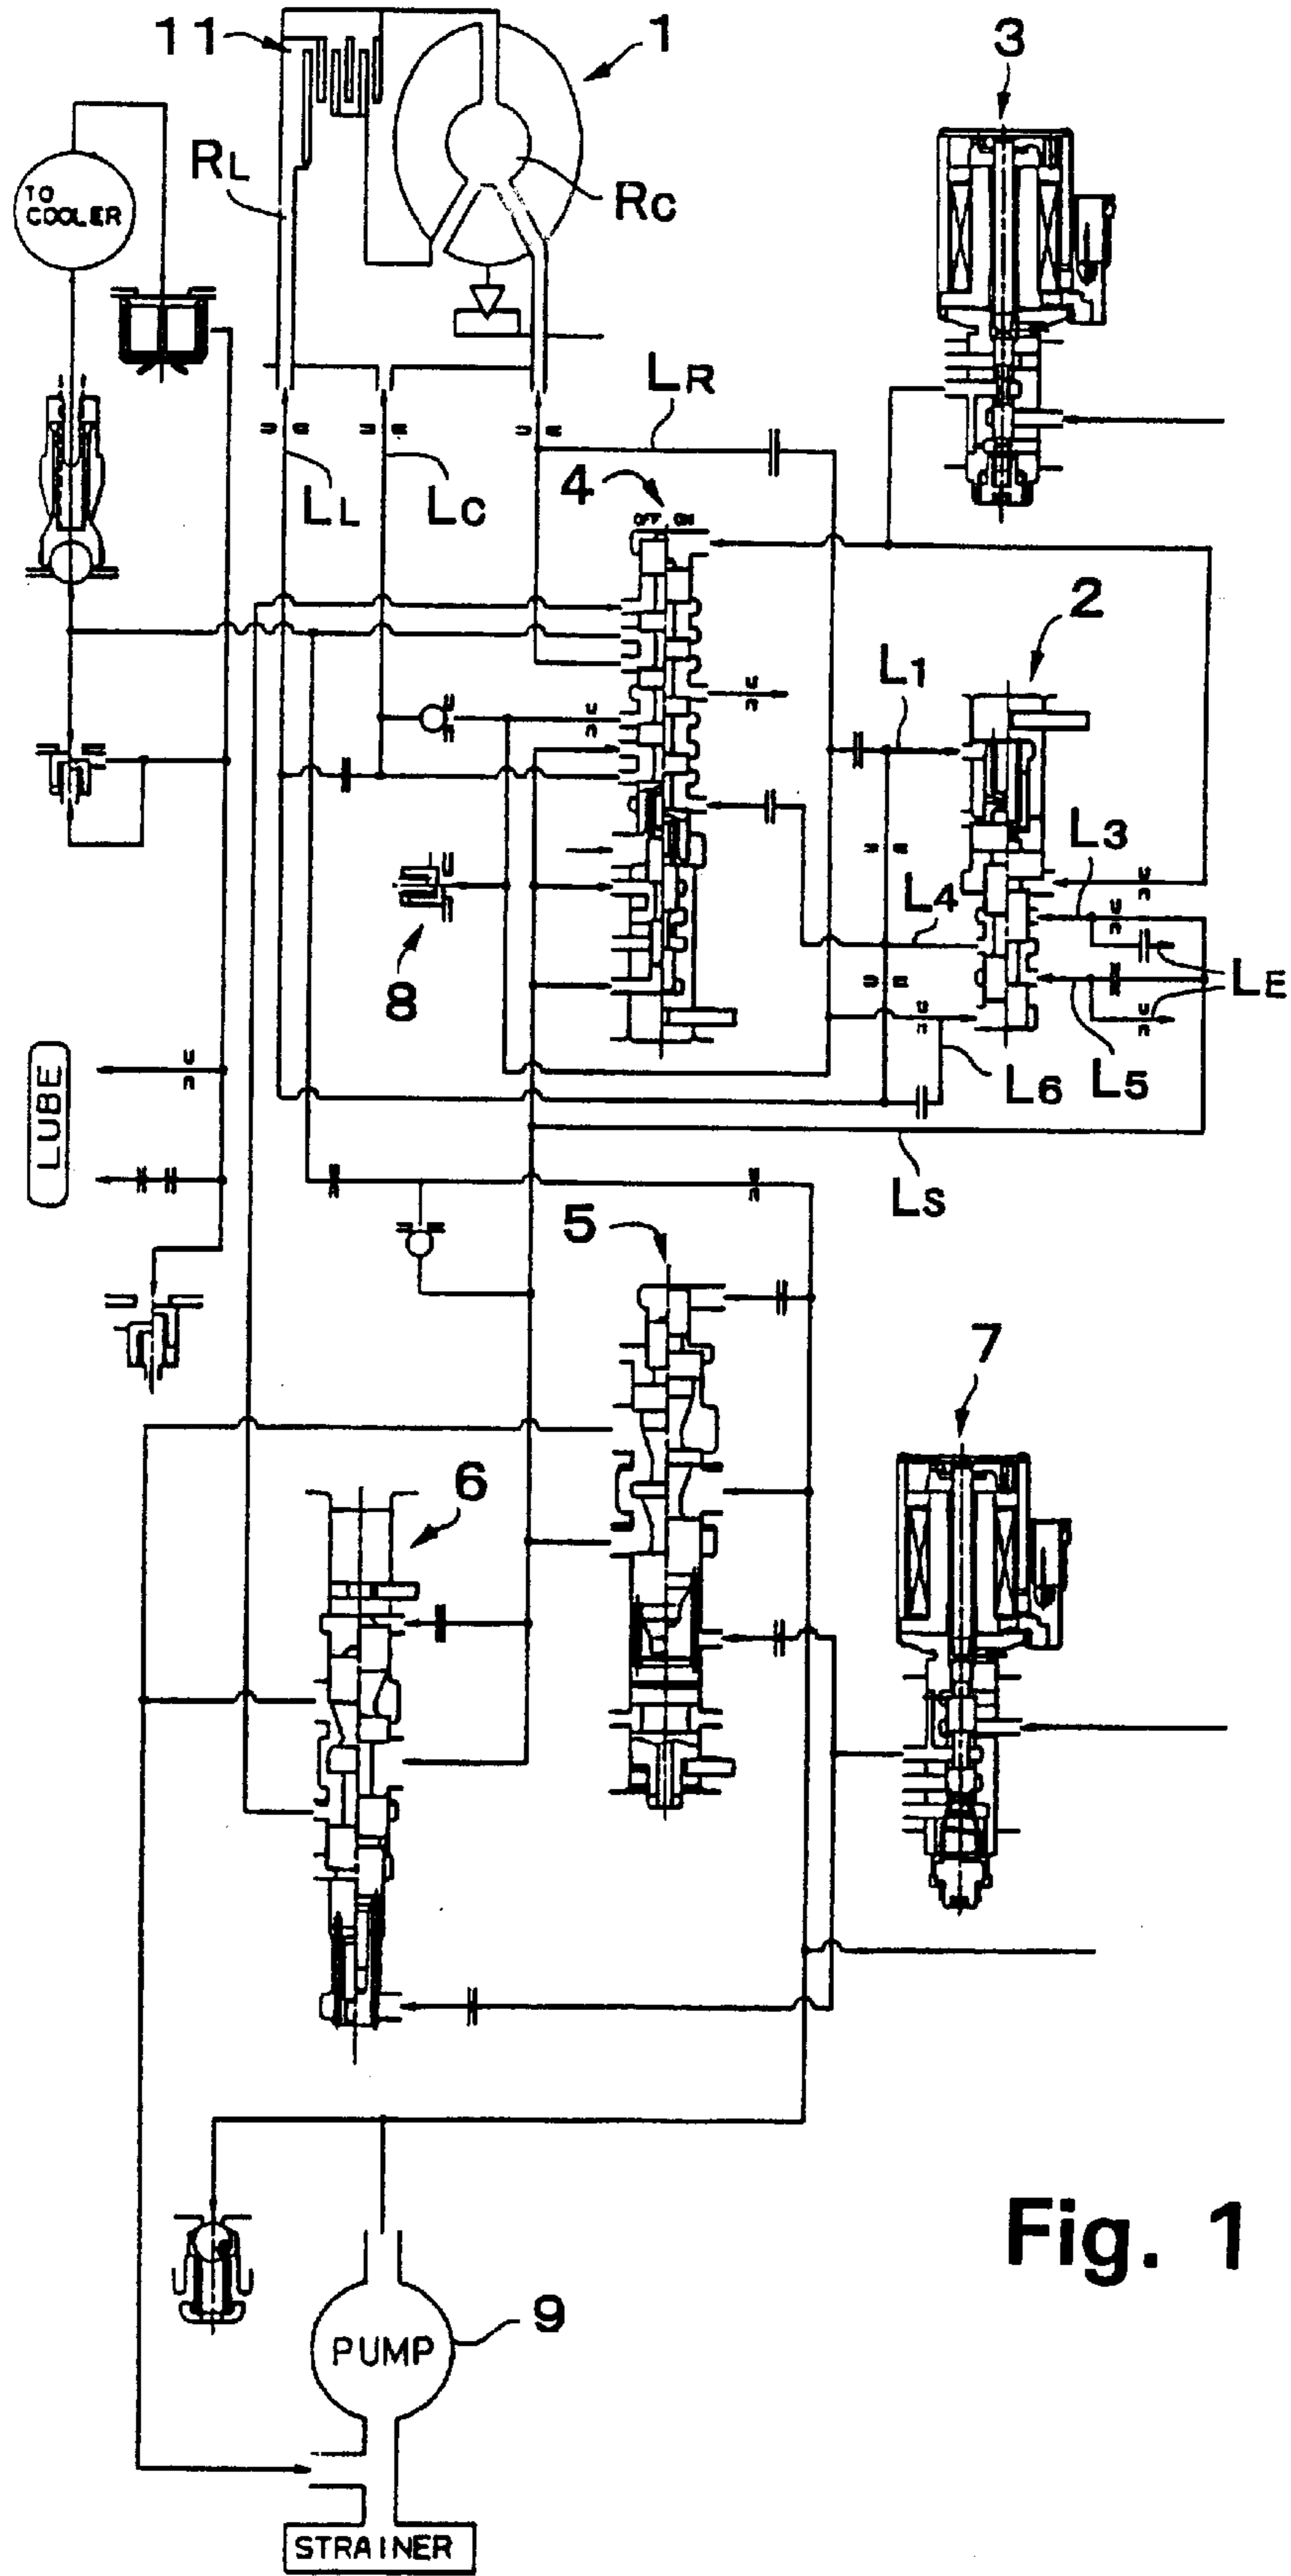 11
1
3
RL
RC
TO
COOLER
LR
4
LL
LC
OFF ON
2
L1
L3
L4
8
LE
L6
L5
LUBE
LS
5
7
6
Fig. 1
9
PUMP
STRAINER